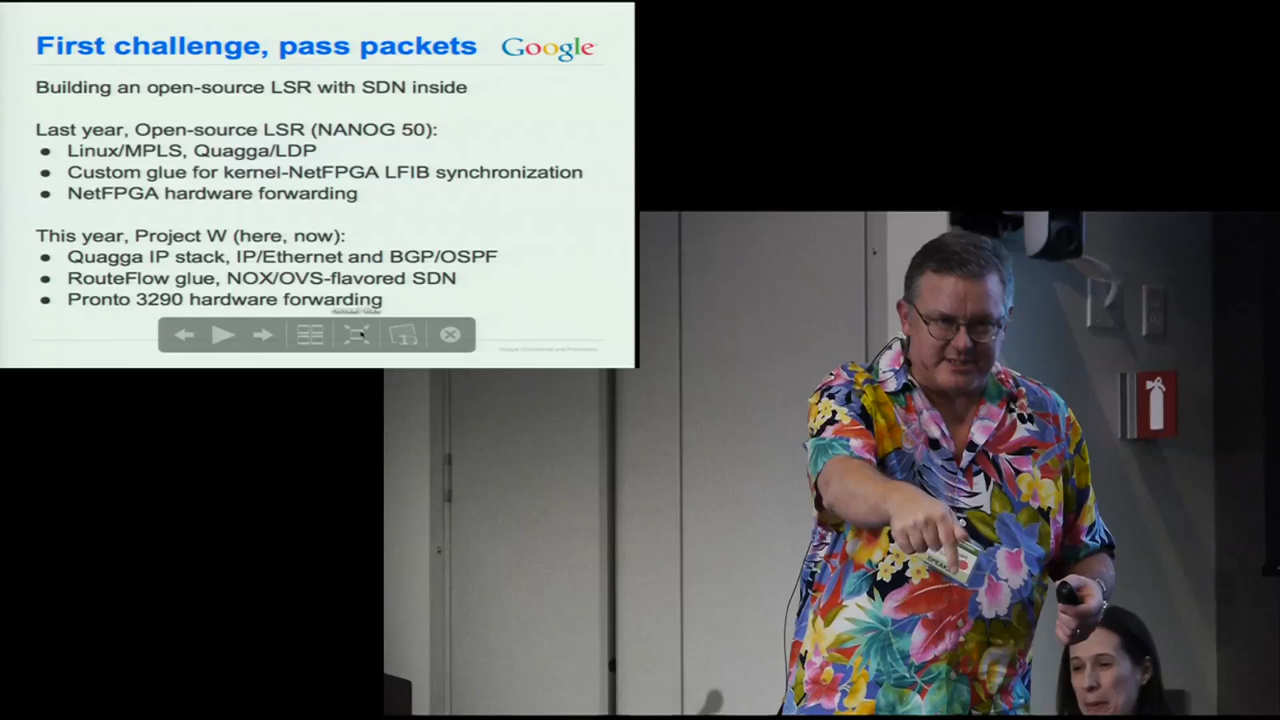 First challenge, pass packets
Google
Building an open-source LSR with SDN inside
Last year, Open-source LSR (NANOG 50):
● Linux/MPLS, Quagga/LDP
● Custom glue for kernel-NetFPGA LFIB synchronization
● NetFPGA hardware forwarding
This year, Project W (here, now):
● Quagga IP stack, IP/Ethernet and BGP/OSPF
● RouteFlow glue, NOX/OVS-flavored SDN
● Pronto 3290 hardware forwarding